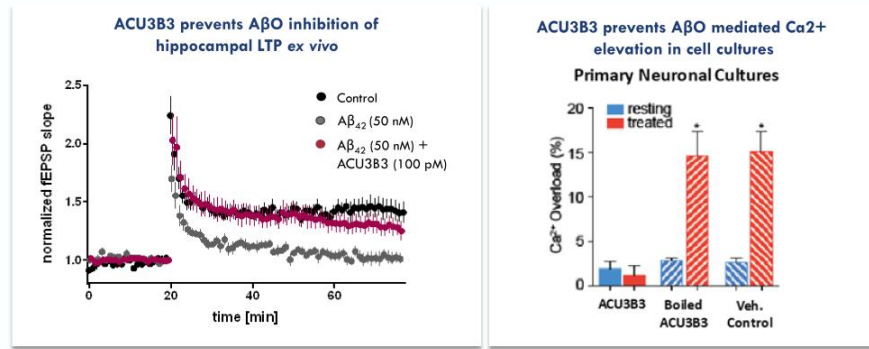 ACU3B3 prevents AβO inhibition of
hippocampal LTP ex vivo
2.5
2.0
1.5
1.0
normalized fEPSP slope
Control
Aβ42 (50 nM)
Aβ42 (50 nM) +
ACU3B3 (100 pM)
0
20
40
60
time [min]
ACU3B3 prevents AβO mediated Ca2+
elevation in cell cultures
Primary Neuronal Cultures
resting
treated
Ca2+ Overload (%)
20
15
10
5
0
*
*
ACU3B3
Boiled
ACU3B3
Veh.
Control